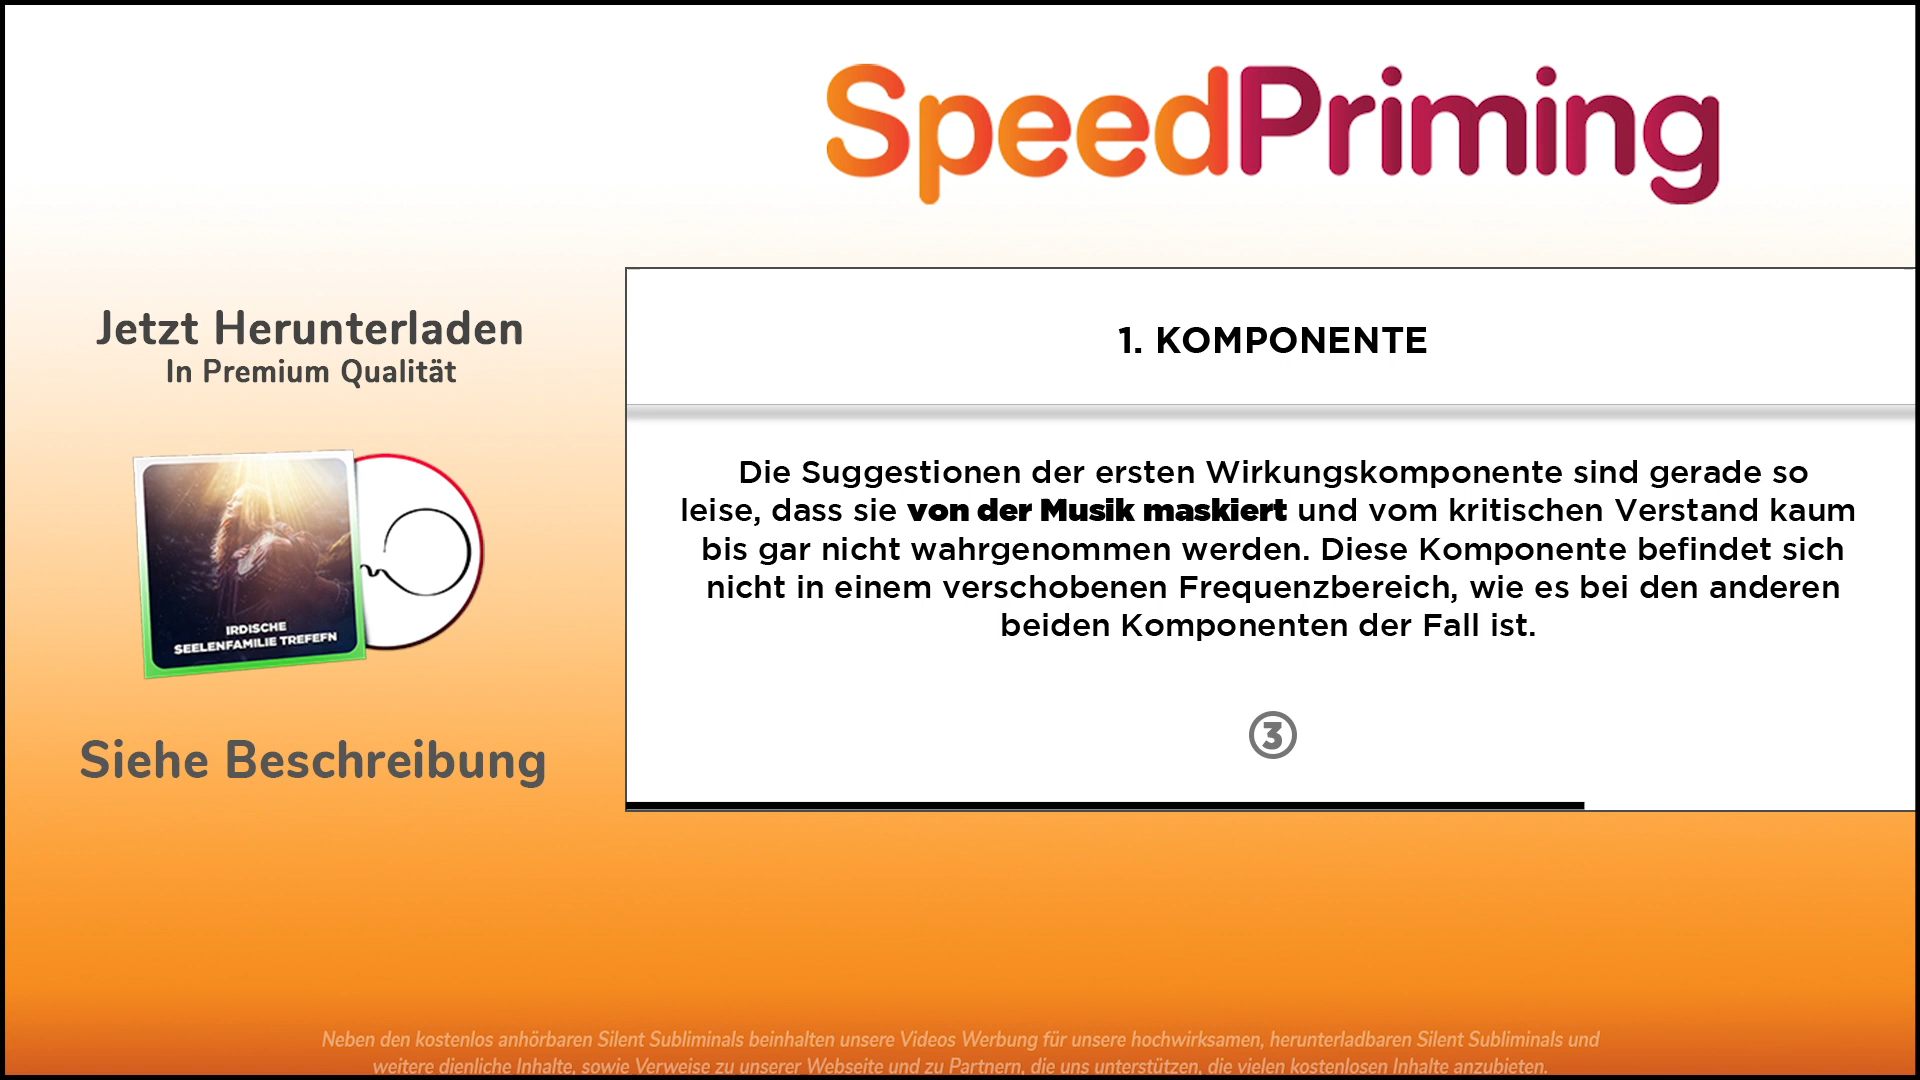 SpeedPriming
Jetzt Herunterladen
In Premium Qualität
IRDISCHE
SEELENFAMILIE TREFEFN
Siehe Beschreibung
1. KOMPONENTE
Die Suggestionen der ersten Wirkungskomponente sind gerade so
leise, dass sie von der Musik maskiert und vom kritischen Verstand kaum
bis gar nicht wahrgenommen werden. Diese Komponente befindet sich
nicht in einem verschobenen Frequenzbereich, wie es bei den anderen
beiden Komponenten der Fall ist.
3
Neben den kostenlos anhörbaren Silent Subliminals beinhalten unsere Videos Werbung für unsere hochwirksamen, herunterladbaren Silent Subliminals und
weitere dienliche Inhalte, sowie Verweise zu unserer Webseite und zu Partnern, die uns unterstützen, die vielen kostenlosen Inhalte anzubieten.